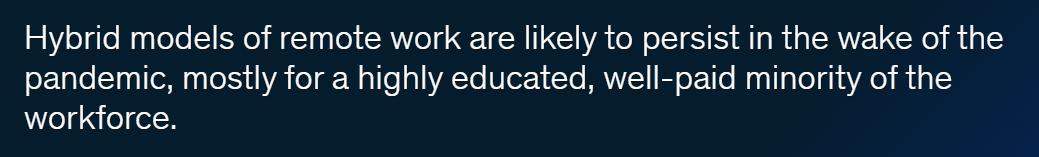 Hybrid models of remote work are likely to persist in the wake of the
pandemic, mostly for a highly educated, well-paid minority of the
workforce.